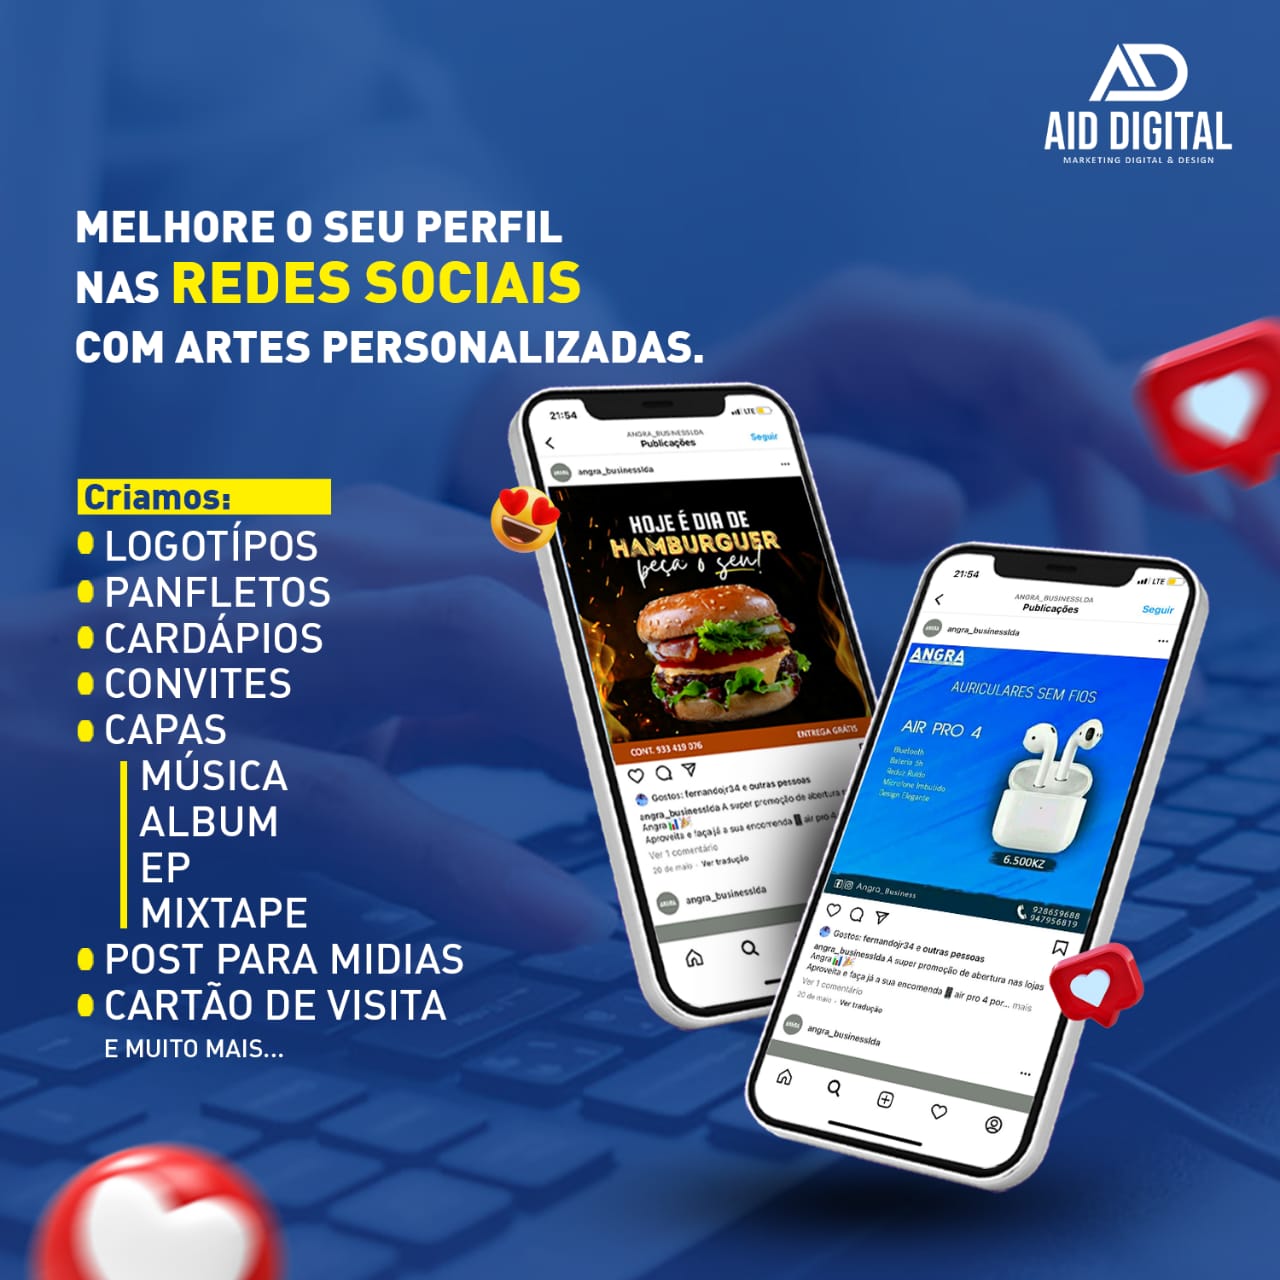 AID DIGITAL
MARKETING DIGITAL & DESIGN
MELHORE O SEU PERFIL
NAS REDES SOCIAIS
COM ARTES PERSONALIZADAS.
Criamos:
LOGOTÍPOS
PANFLETOS
CARDÁPIOS
CONVITES
CAPAS
MÚSICA
ALBUM
EP
MIXTAPE
POST PARA MIDIAS
CARTÃO DE VISITA
E MUITO MAIS...
21:54
LTE
ANGRA_BUSINESSLDA
Publicações
Seguir
angra_businesslda
HOJE É DIA DE
HAMBURGUER
peça o seu!
CONT. 933 419 076
ENTREGA GRÁTIS
Gostos: fernandojr34 e outras pessoas
angra_businesslda A super promoção de abertura
Angra
Aproveita e faça já a sua encomenda air pro 4
Ver 1 comentário
20 de maio · Ver tradução
angra_businesslda
21:54
LTE
ANGRA_BUSINESSLDA
Publicações
Seguir
angra_businesslda
ANGRA
AURICULARES SEM FIOS
AIR PRO 4
Bluetooth
Bateria 5h
Reduz Ruído
Microfone Imbutido
Design Elegante
6.500KZ
Angra_Business
928659688
947956819
Gostos: fernandojr34 e outras pessoas
angra_businesslda A super promoção de abertura nas lojas
Angra
Aproveita e faça já a sua encomenda air pro 4 por... mais
Ver 1 comentário
20 de maio · Ver tradução
angra_businesslda